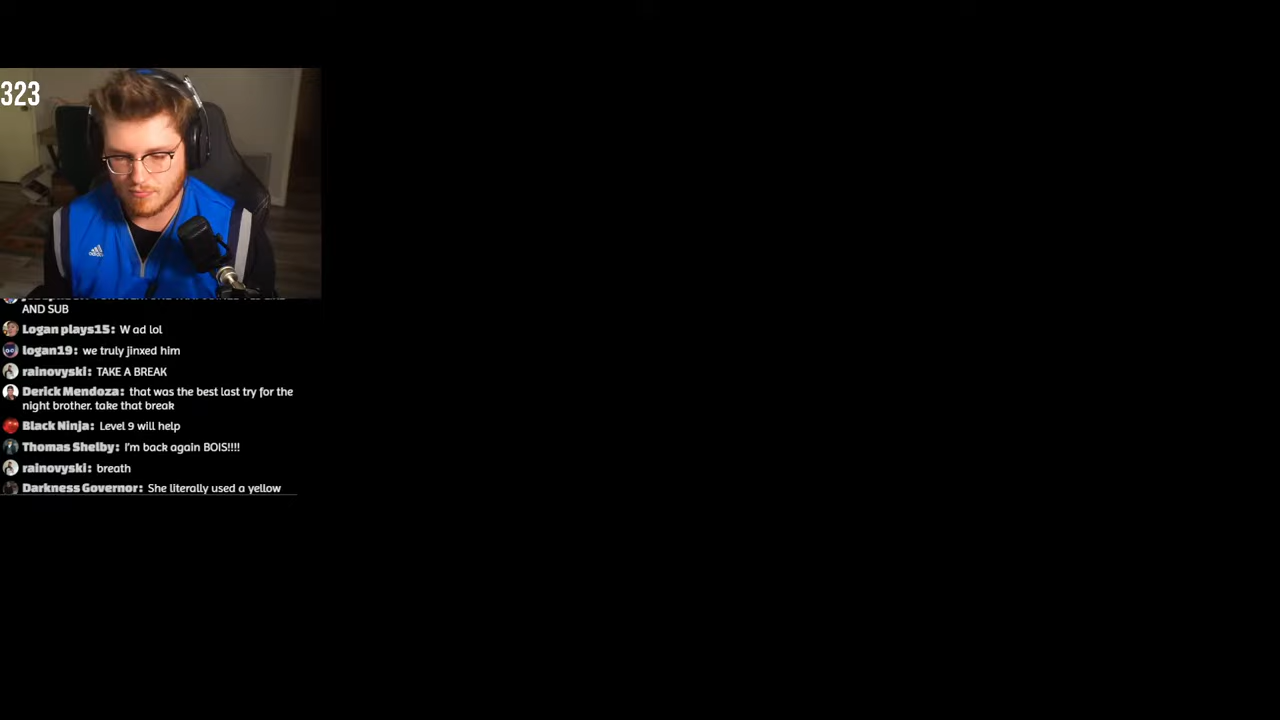 323
AND SUB
Logan plays15: W ad lol
logan19: we truly jinxed him
rainovyski: TAKE A BREAK
Derick Mendoza: that was the best last try for the
night brother. take that break
Black Ninja: Level 9 will help
Thomas Shelby: I'm back again BOIS!!!!
rainovyski: breath
Darkness Governor: She literally used a yellow
adidas